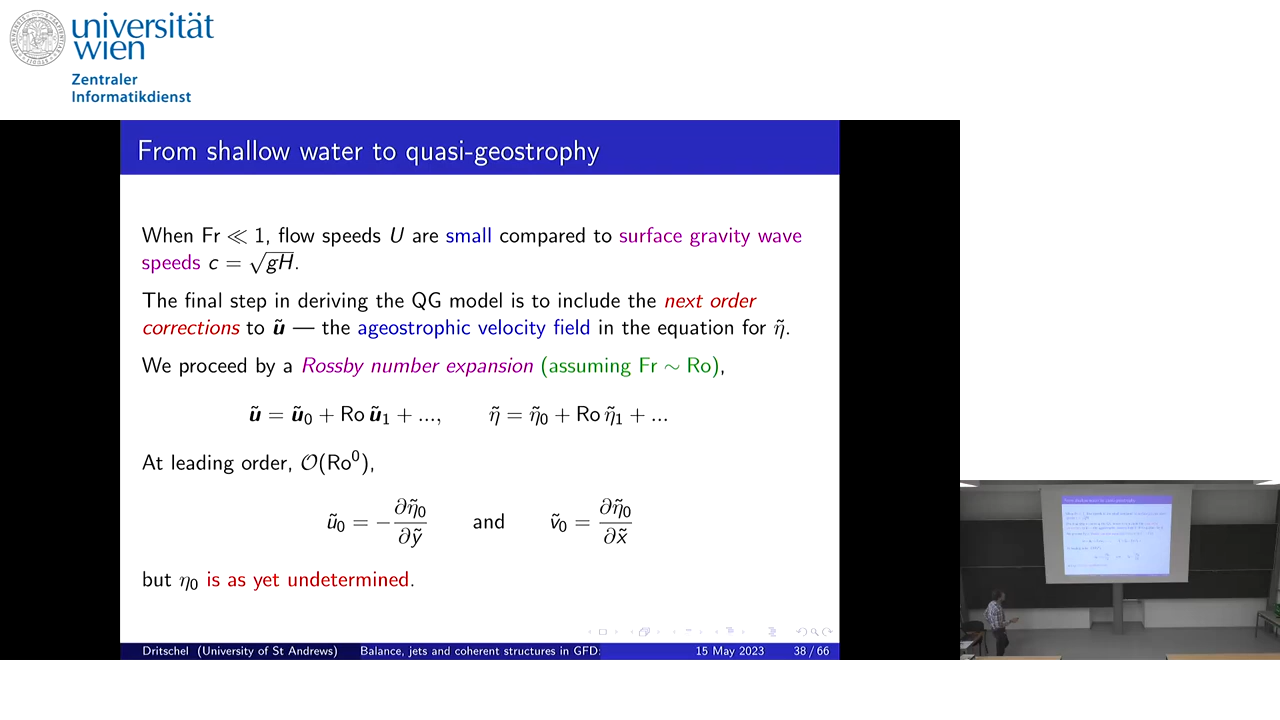 universität
wien
Zentraler
Informatikdienst
From shallow water to quasi-geostrophy
When Fr ≪ 1, flow speeds U are small compared to surface gravity wave
speeds c = √gH.
The final step in deriving the QG model is to include the next order
corrections to ũ — the ageostrophic velocity field in the equation for η̃.
We proceed by a Rossby number expansion (assuming Fr ∼ Ro),
ũ = ũ₀ + Ro ũ₁ + ..., η̃ = η̃₀ + Ro η̃₁ + ...
At leading order, 𝒪(Ro⁰),
ũ₀ = −∂η̃₀/∂ỹ and ṽ₀ = ∂η̃₀/∂x̃
but η₀ is as yet undetermined.
Dritschel (University of St Andrews) Balance, jets and coherent structures in GFD: 15 May 2023 38 / 66